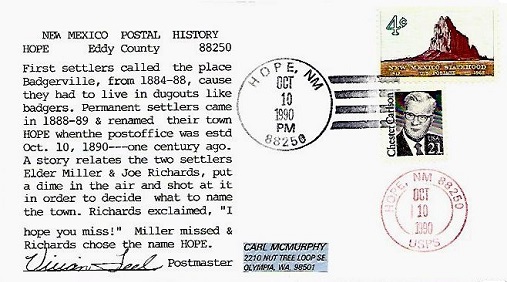 NEW MEXICO POSTAL HISTORY
HOPE Eddy County 88250
First settlers called the place
Badgerville, from 1884-88, cause
they had to live in dugouts like
badgers. Permanent settlers came
in 1888-89 & renamed their town
HOPE whenthe postoffice was estd
Oct. 10, 1890---one century ago.
A story relates the two settlers
Elder Miller & Joe Richards, put
a dime in the air and shot at it
in order to decide what to name
the town. Richards exclaimed, "I
hope you miss!" Miller missed &
Richards chose the name HOPE.
Postmaster
HOPE, NM
OCT
10
1990
PM
88250
4¢
NEW MEXICO STATEHOOD
1912 U.S. POSTAGE 1962
Chester Carlson
USA
21
HOPE, NM 88250
OCT
10
1990
USPS
CARL MCMURPHY
2210 NUT TREE LOOP SE
OLYMPIA, WA. 98501